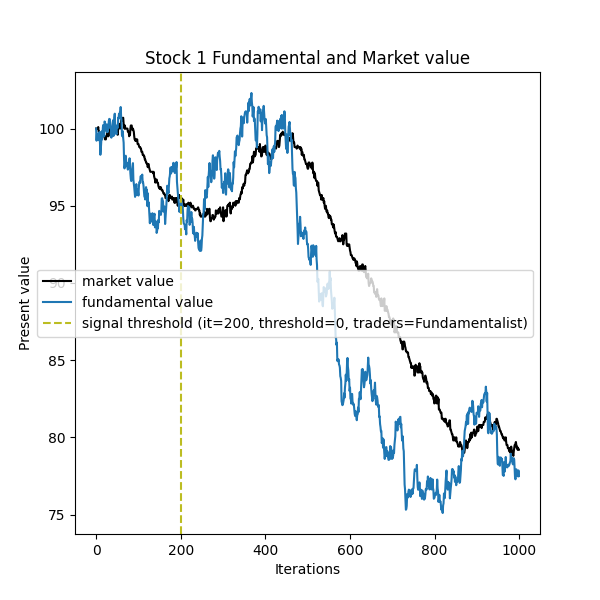 Stock 1 Fundamental and Market value
Present value
100
95
90
85
80
75
market value
fundamental value
signal threshold (it=200, threshold=0, traders=Fundamentalist)
0 200 400 600 800 1000
Iterations